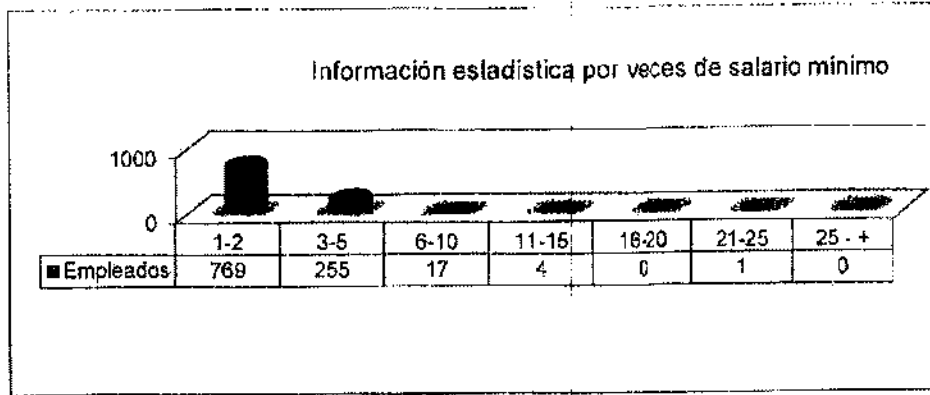 Información estadística por veces de salario mínimo
1000
0
1-2 3-5 6-10 11-15 16-20 21-25 25 - +
Empleados 769 255 17 4 0 1 0